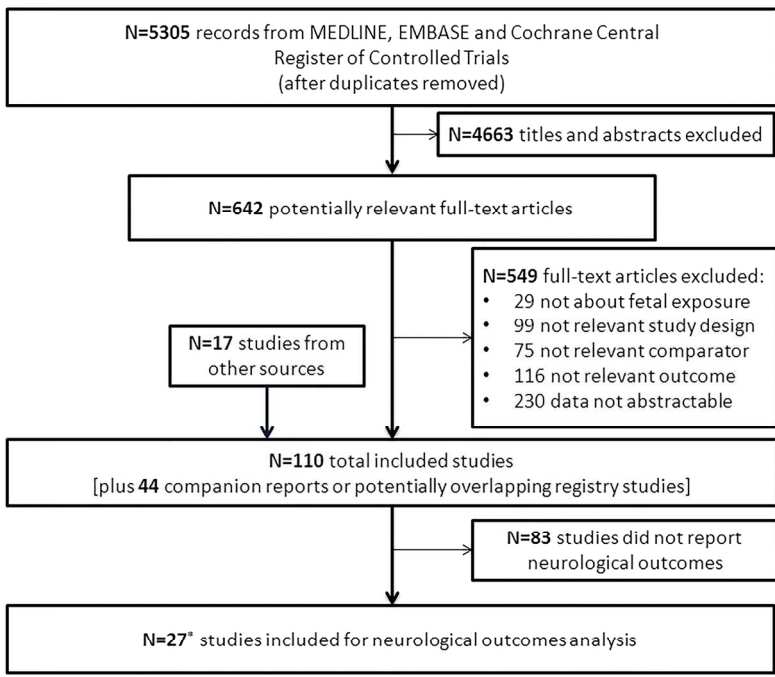 N=5305 records from MEDLINE, EMBASE and Cochrane Central
Register of Controlled Trials
(after duplicates removed)
N=4663 titles and abstracts excluded
N=642 potentially relevant full-text articles
N=549 full-text articles excluded:
• 29 not about fetal exposure
• 99 not relevant study design
• 75 not relevant comparator
• 116 not relevant outcome
• 230 data not abstractable
N=17 studies from
other sources
N=110 total included studies
[plus 44 companion reports or potentially overlapping registry studies]
N=83 studies did not report
neurological outcomes
N=27* studies included for neurological outcomes analysis